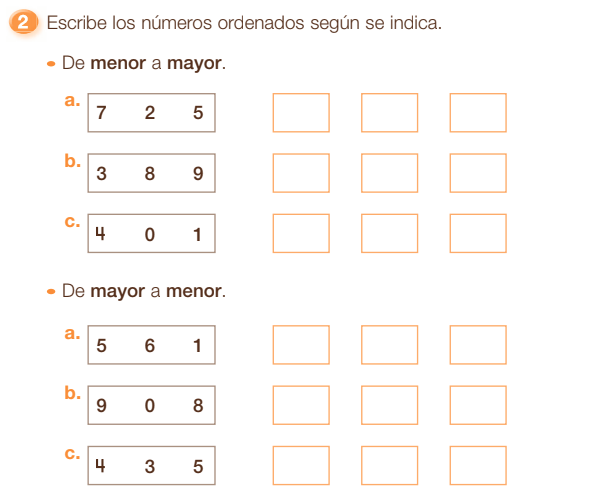 2 Escribe los números ordenados según se indica.
• De menor a mayor.
a. 7 2 5
b. 3 8 9
c. 4 0 1
• De mayor a menor.
a. 5 6 1
b. 9 0 8
c. 4 3 5